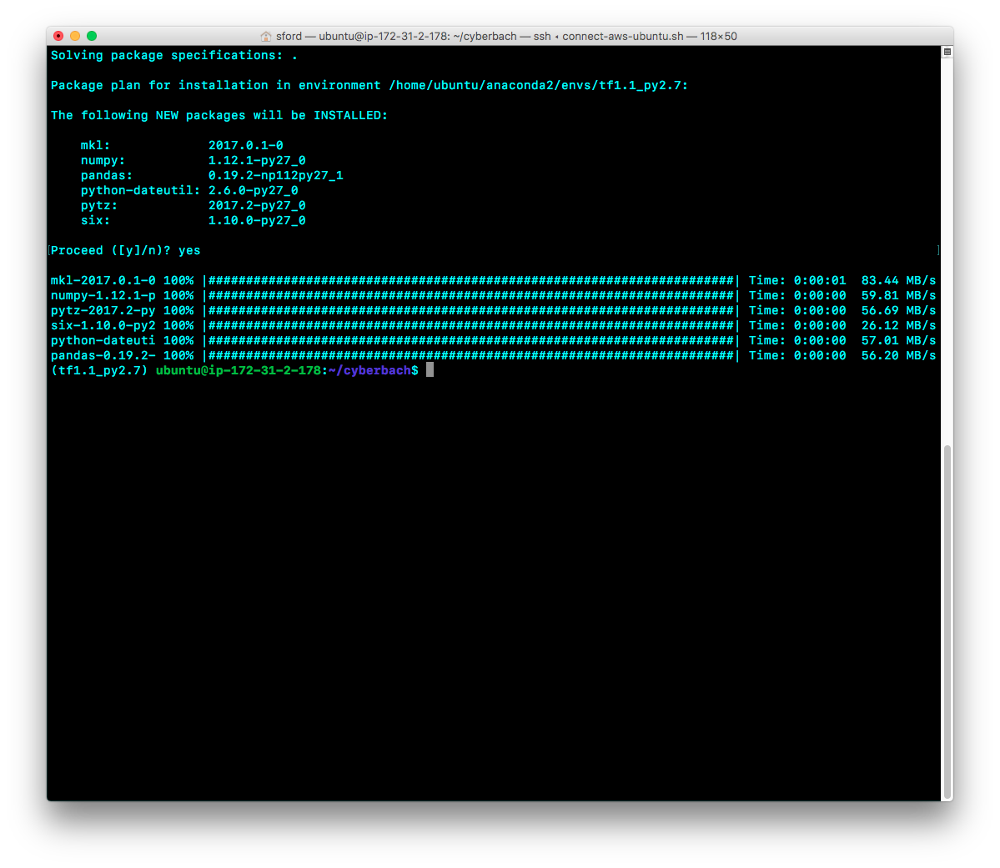 sford — ubuntu@ip-172-31-2-178: ~/cyberbach — ssh ‹ connect-aws-ubuntu.sh — 118×50
Solving package specifications: .
Package plan for installation in environment /home/ubuntu/anaconda2/envs/tf1.1_py2.7:
The following NEW packages will be INSTALLED:
mkl: 2017.0.1-0
numpy: 1.12.1-py27_0
pandas: 0.19.2-np112py27_1
python-dateutil: 2.6.0-py27_0
pytz: 2017.2-py27_0
six: 1.10.0-py27_0
[Proceed ([y]/n)? yes ]
mkl-2017.0.1-0 100% |######################################################################| Time: 0:00:01 83.44 MB/s
numpy-1.12.1-p 100% |######################################################################| Time: 0:00:00 59.81 MB/s
pytz-2017.2-py 100% |######################################################################| Time: 0:00:00 56.69 MB/s
six-1.10.0-py2 100% |######################################################################| Time: 0:00:00 26.12 MB/s
python-dateuti 100% |######################################################################| Time: 0:00:00 57.01 MB/s
pandas-0.19.2- 100% |######################################################################| Time: 0:00:00 56.20 MB/s
(tf1.1_py2.7) ubuntu@ip-172-31-2-178:~/cyberbach$